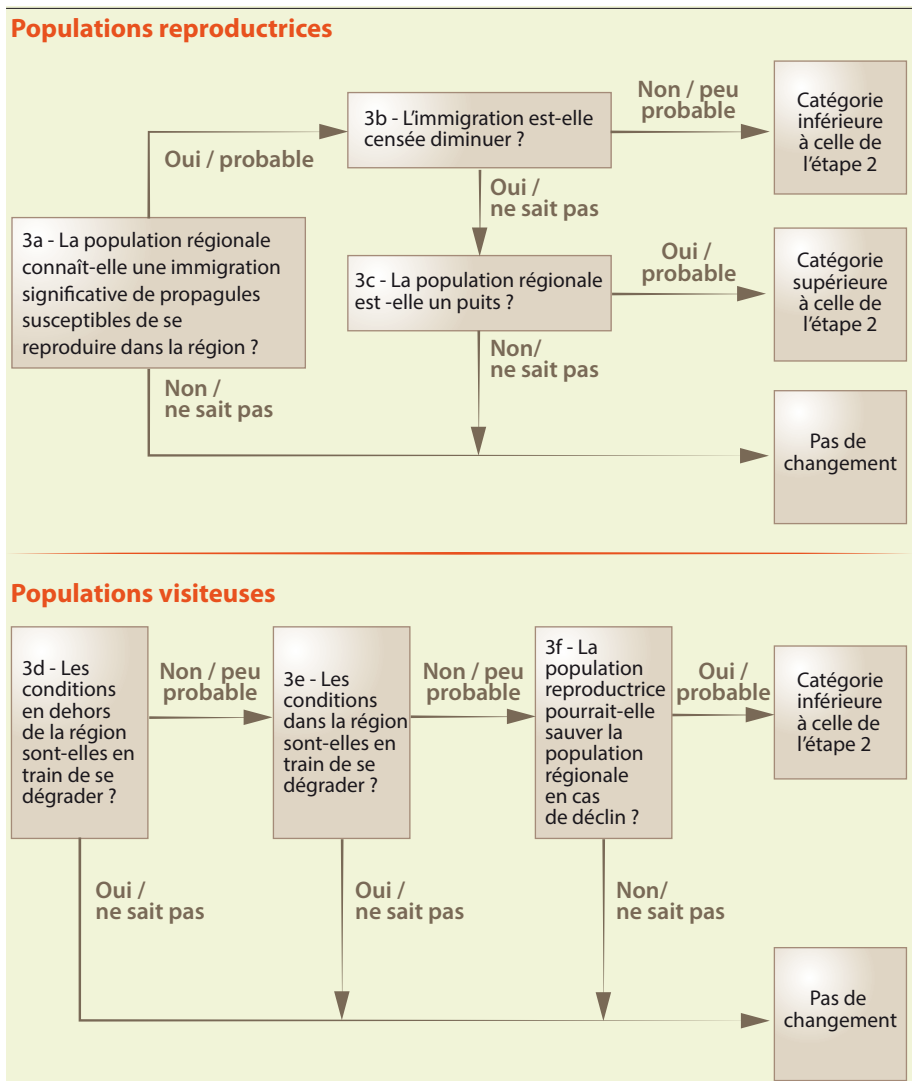 Populations reproductrices
3b - L'immigration est-elle
censée diminuer ?
Non / peu
probable
Catégorie
inférieure
à celle de
l'étape 2
Oui / probable
Oui /
ne sait pas
3a - La population régionale
connaît-elle une immigration
significative de propagules
susceptibles de se
reproduire dans la région ?
3c - La population régionale
est -elle un puits ?
Oui /
probable
Catégorie
supérieure
à celle de
l'étape 2
Non /
ne sait pas
Non/
ne sait pas
Pas de
changement
Populations visiteuses
3d - Les
conditions
en dehors
de la région
sont-elles en
train de se
dégrader ?
Non / peu
probable
3e - Les
conditions
dans la région
sont-elles en
train de se
dégrader ?
Non / peu
probable
3f - La
population
reproductrice
pourrait-elle
sauver la
population
régionale
en cas
de déclin ?
Oui /
probable
Catégorie
inférieure
à celle de
l'étape 2
Oui /
ne sait pas
Oui /
ne sait pas
Non/
ne sait pas
Pas de
changement